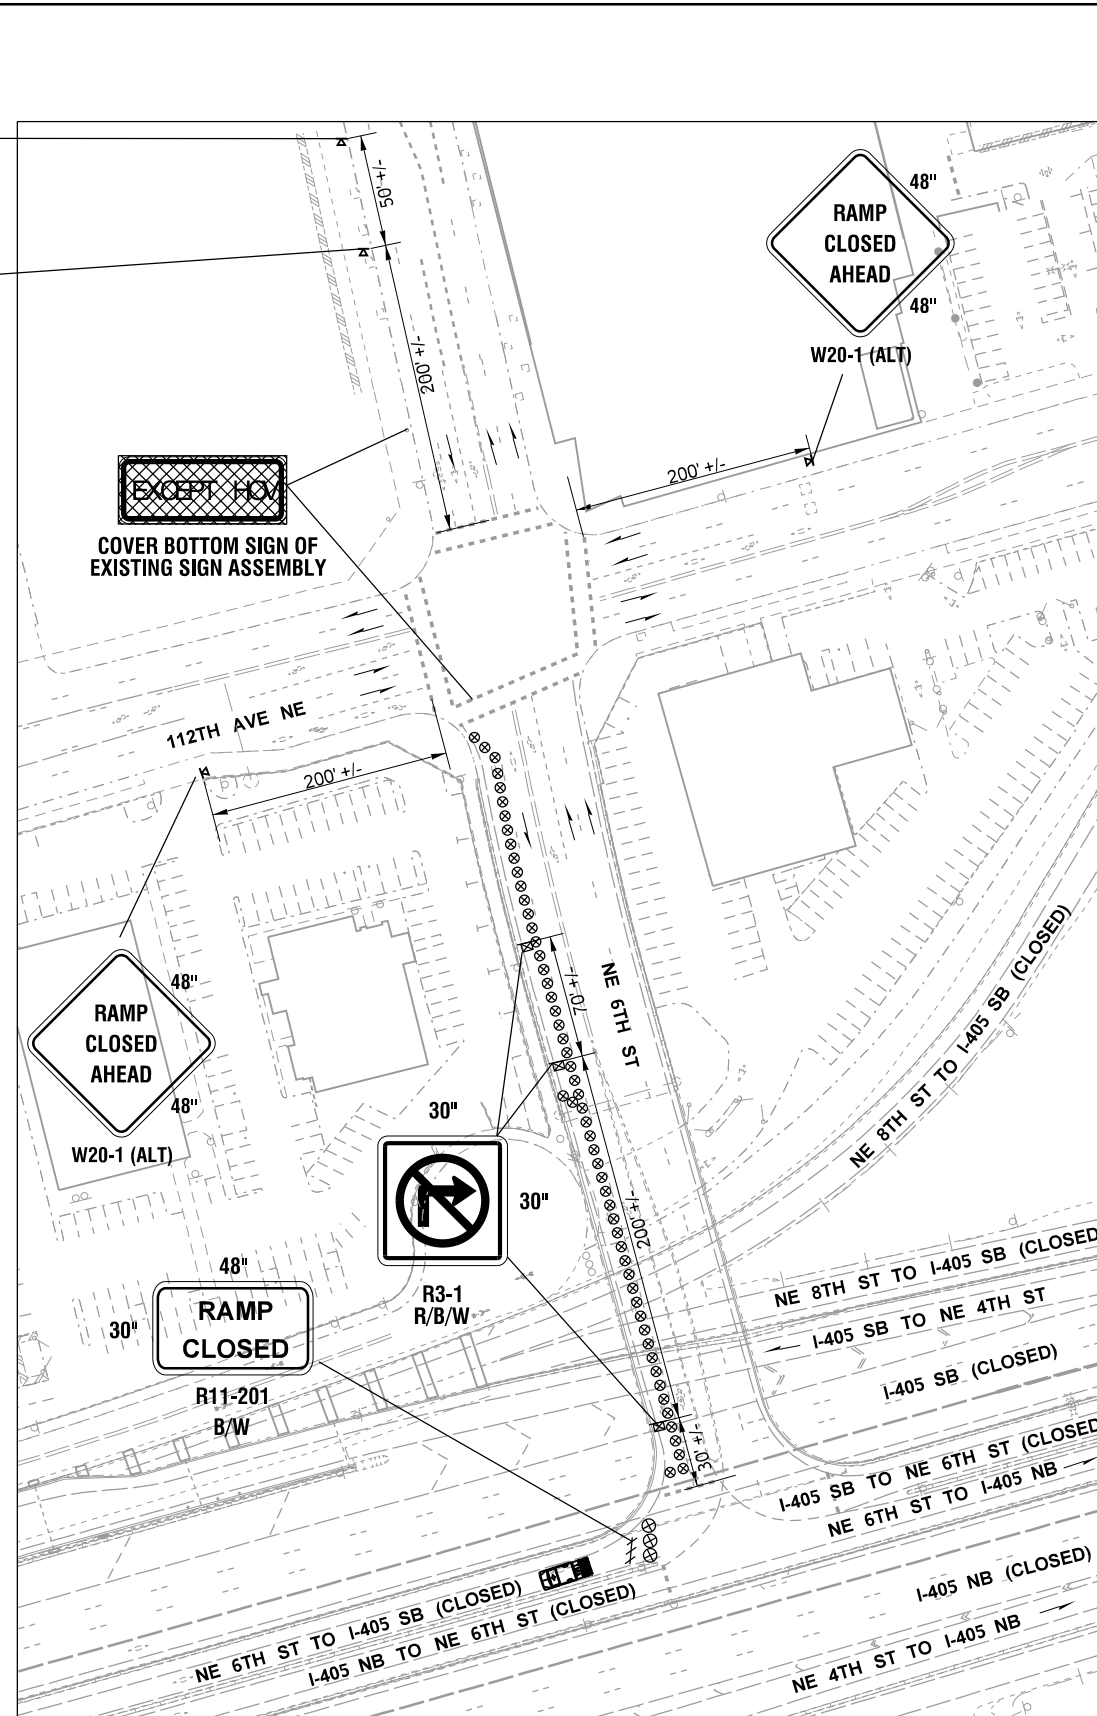 50' +/-
200' +/-
48"
RAMP
CLOSED
AHEAD
48"
W20-1 (ALT)
200' +/-
EXCEPT HOV
COVER BOTTOM SIGN OF
EXISTING SIGN ASSEMBLY
112TH AVE NE
200' +/-
NE 8TH ST TO I-405 SB (CLOSED)
NE 6TH ST
70' +/-
48"
RAMP
CLOSED
AHEAD
48"
W20-1 (ALT)
30"
30"
R3-1
R/B/W
200' +/-
48"
30"
RAMP
CLOSED
R11-201
B/W
NE 8TH ST TO I-405 SB (CLOSED
I-405 SB TO NE 4TH ST
I-405 SB (CLOSED)
30' +/-
I-405 SB TO NE 6TH ST (CLOSED
NE 6TH ST TO I-405 NB
I-405 NB (CLOSED)
NE 6TH ST TO I-405 SB (CLOSED)
I-405 NB TO NE 6TH ST (CLOSED)
NE 4TH ST TO I-405 NB